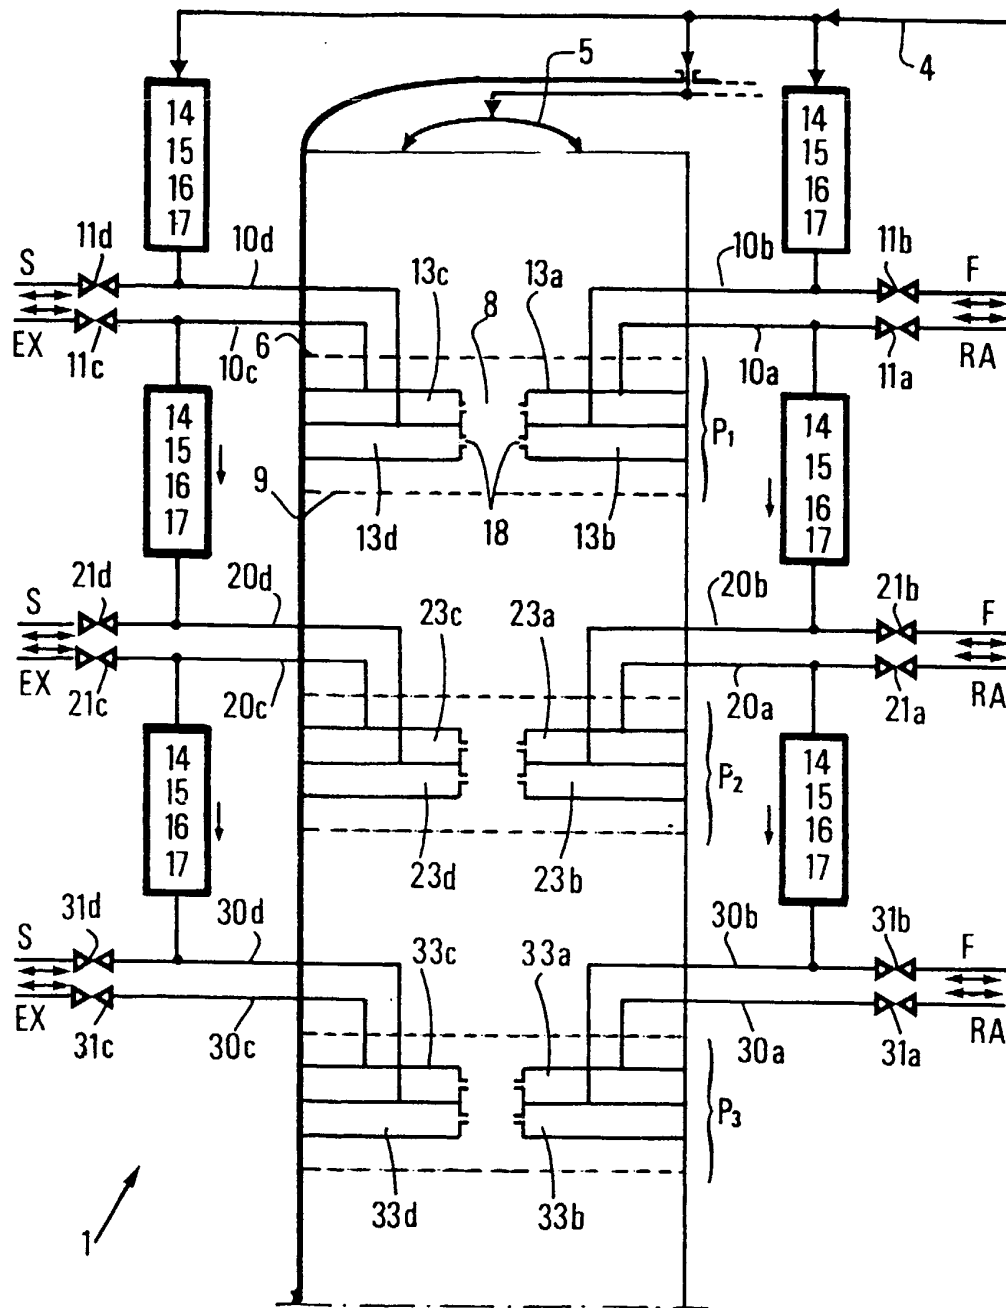 5
4
14
15
16
17
14
15
16
17
11d
10d
10b
11b
S
13c
13a
F
8
EX
6
RA
11c
10c
10a
11a
14
15
16
17
P1
14
15
16
17
9
13d
18
13b
21d
20d
20b
21b
S
23c
23a
F
EX
RA
21c
20c
20a
21a
14
15
16
17
P2
14
15
16
17
23d
23b
31d
30d
30b
31b
S
33c
33a
F
EX
RA
31c
30c
30a
31a
P3
33d
33b
1